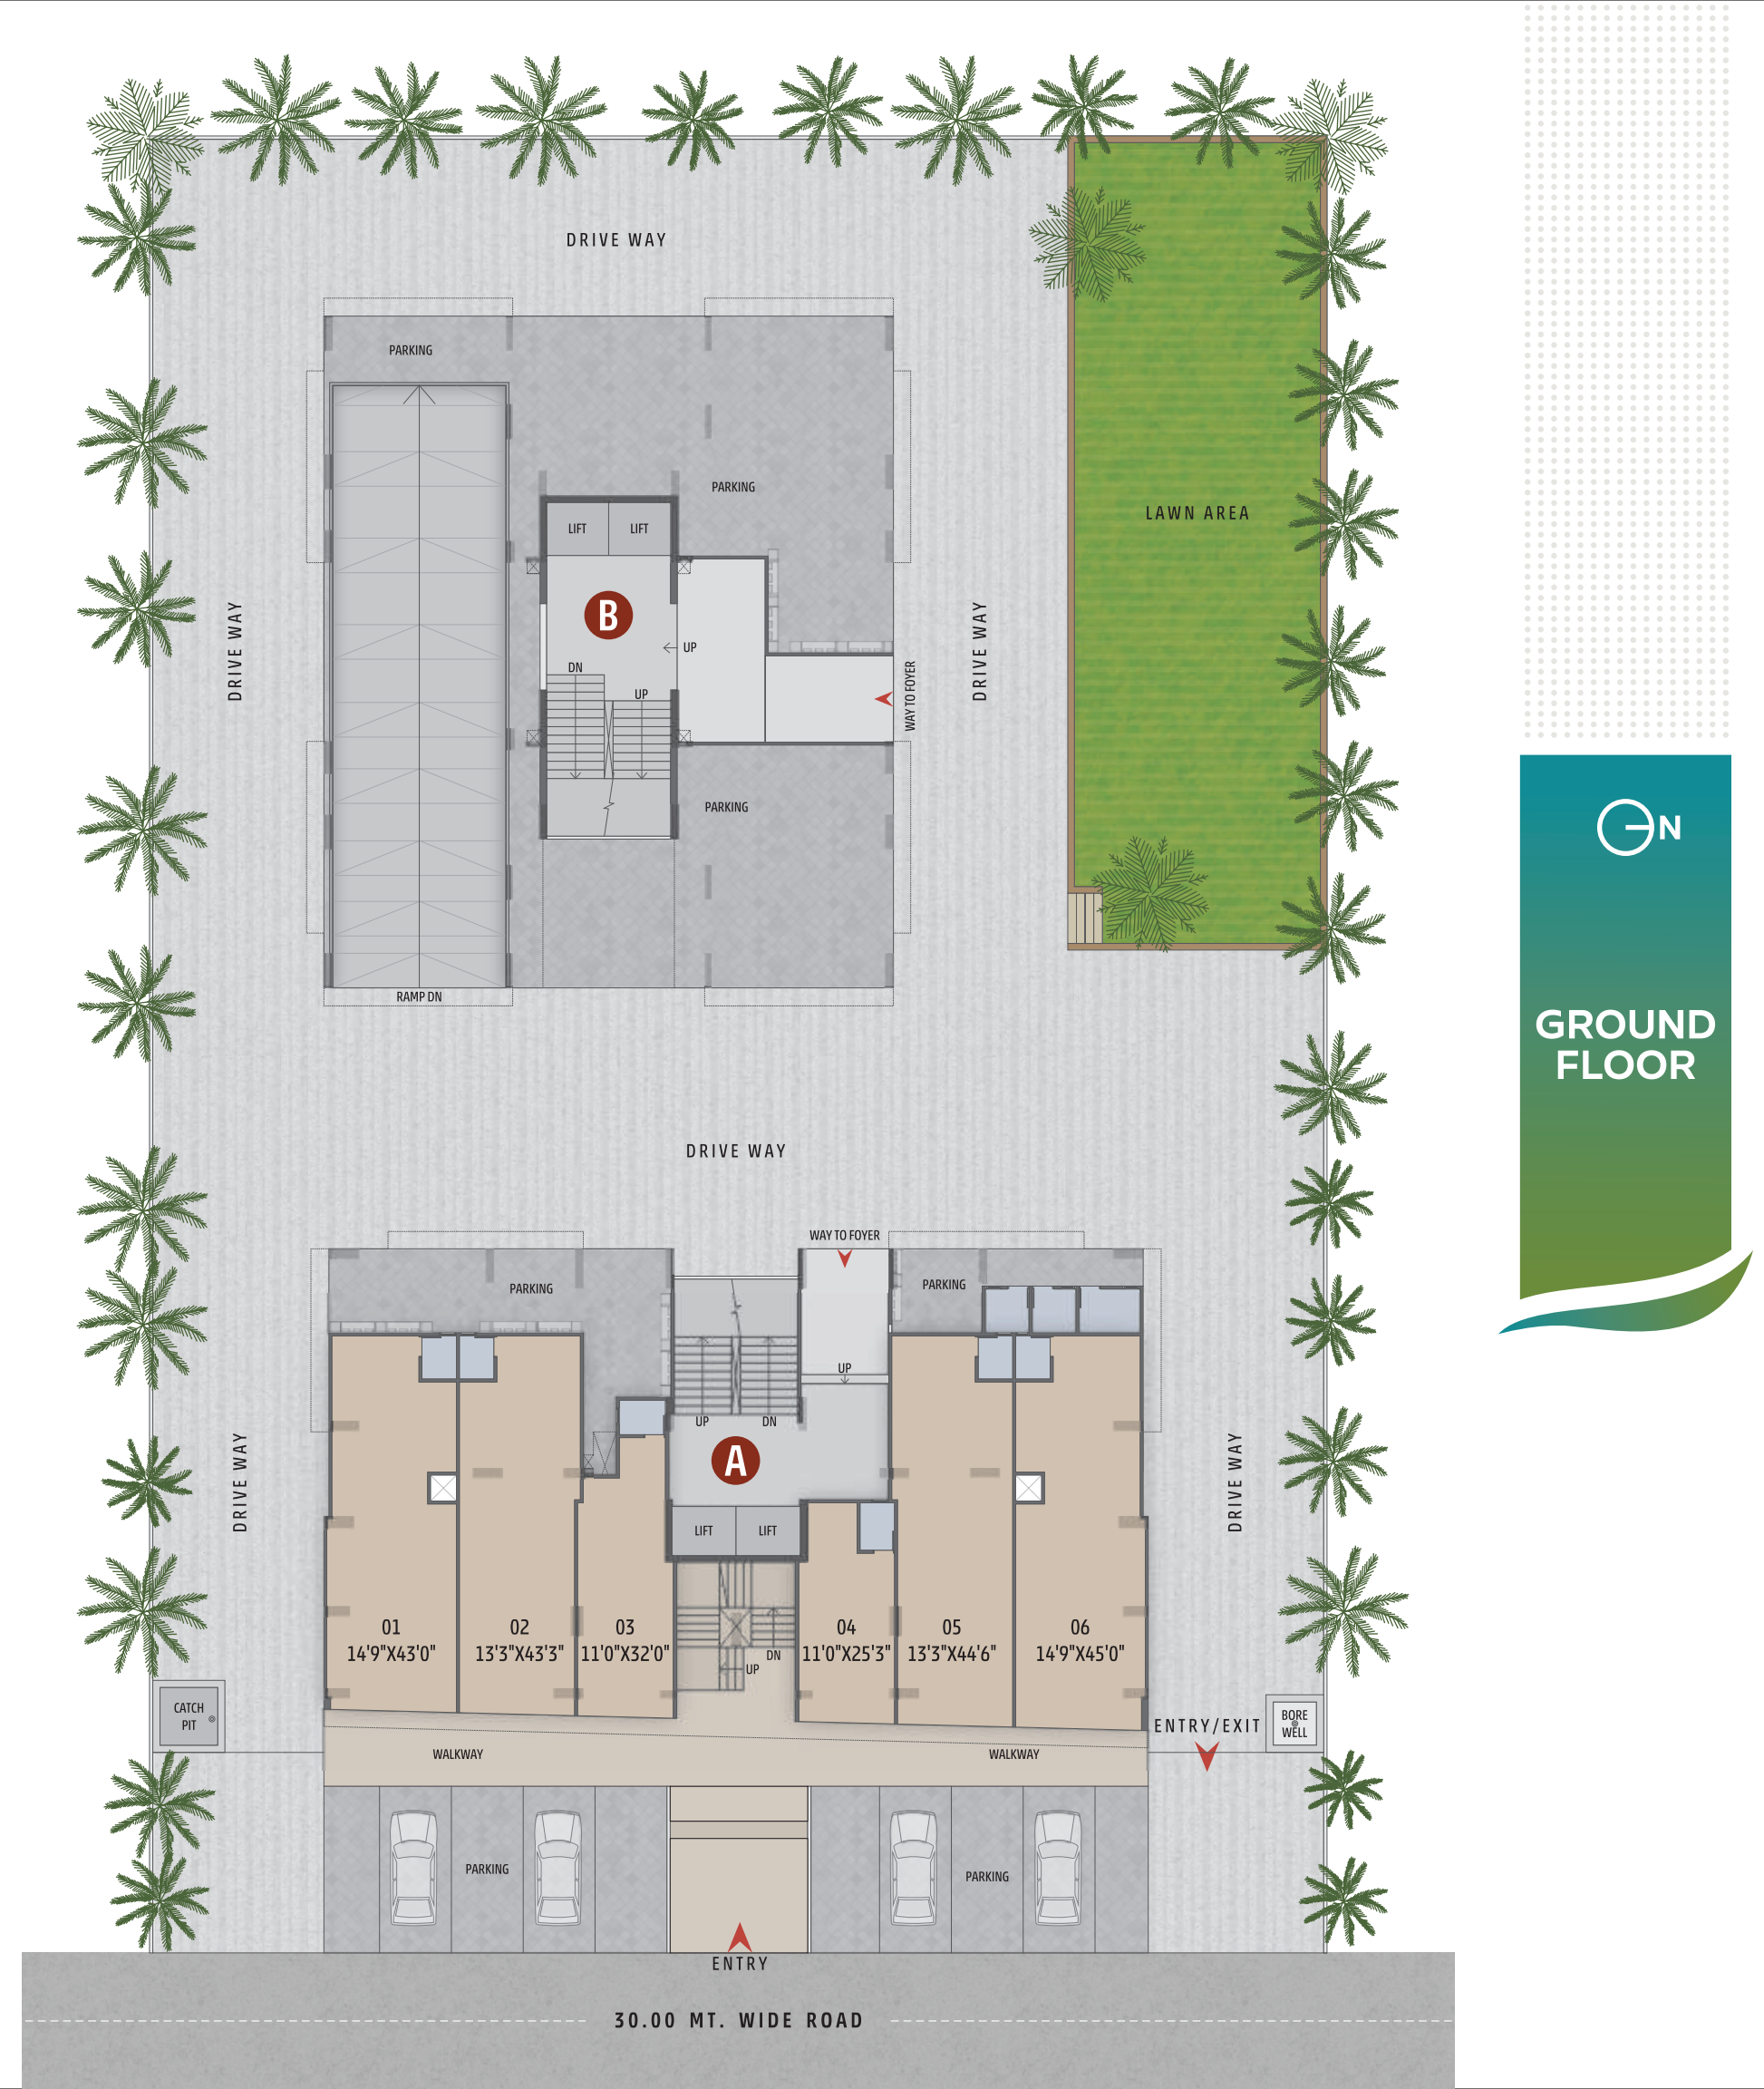 DRIVE WAY
PARKING
PARKING
LAWN AREA
LIFT
LIFT
B
UP
DN
UP
DRIVE WAY
DRIVE WAY
WAY TO FOYER
PARKING
N
RAMP DN
GROUND
FLOOR
DRIVE WAY
WAY TO FOYER
PARKING
PARKING
UP
UP
DN
A
DRIVE WAY
DRIVE WAY
LIFT
LIFT
01
14'9"X43'0"
02
13'3"X43'3"
03
11'0"X32'0"
04
11'0"X25'3"
05
13'3"X44'6"
06
14'9"X45'0"
DN
UP
CATCH
PIT
BORE
WELL
ENTRY/EXIT
WALKWAY
WALKWAY
PARKING
PARKING
ENTRY
30.00 MT. WIDE ROAD